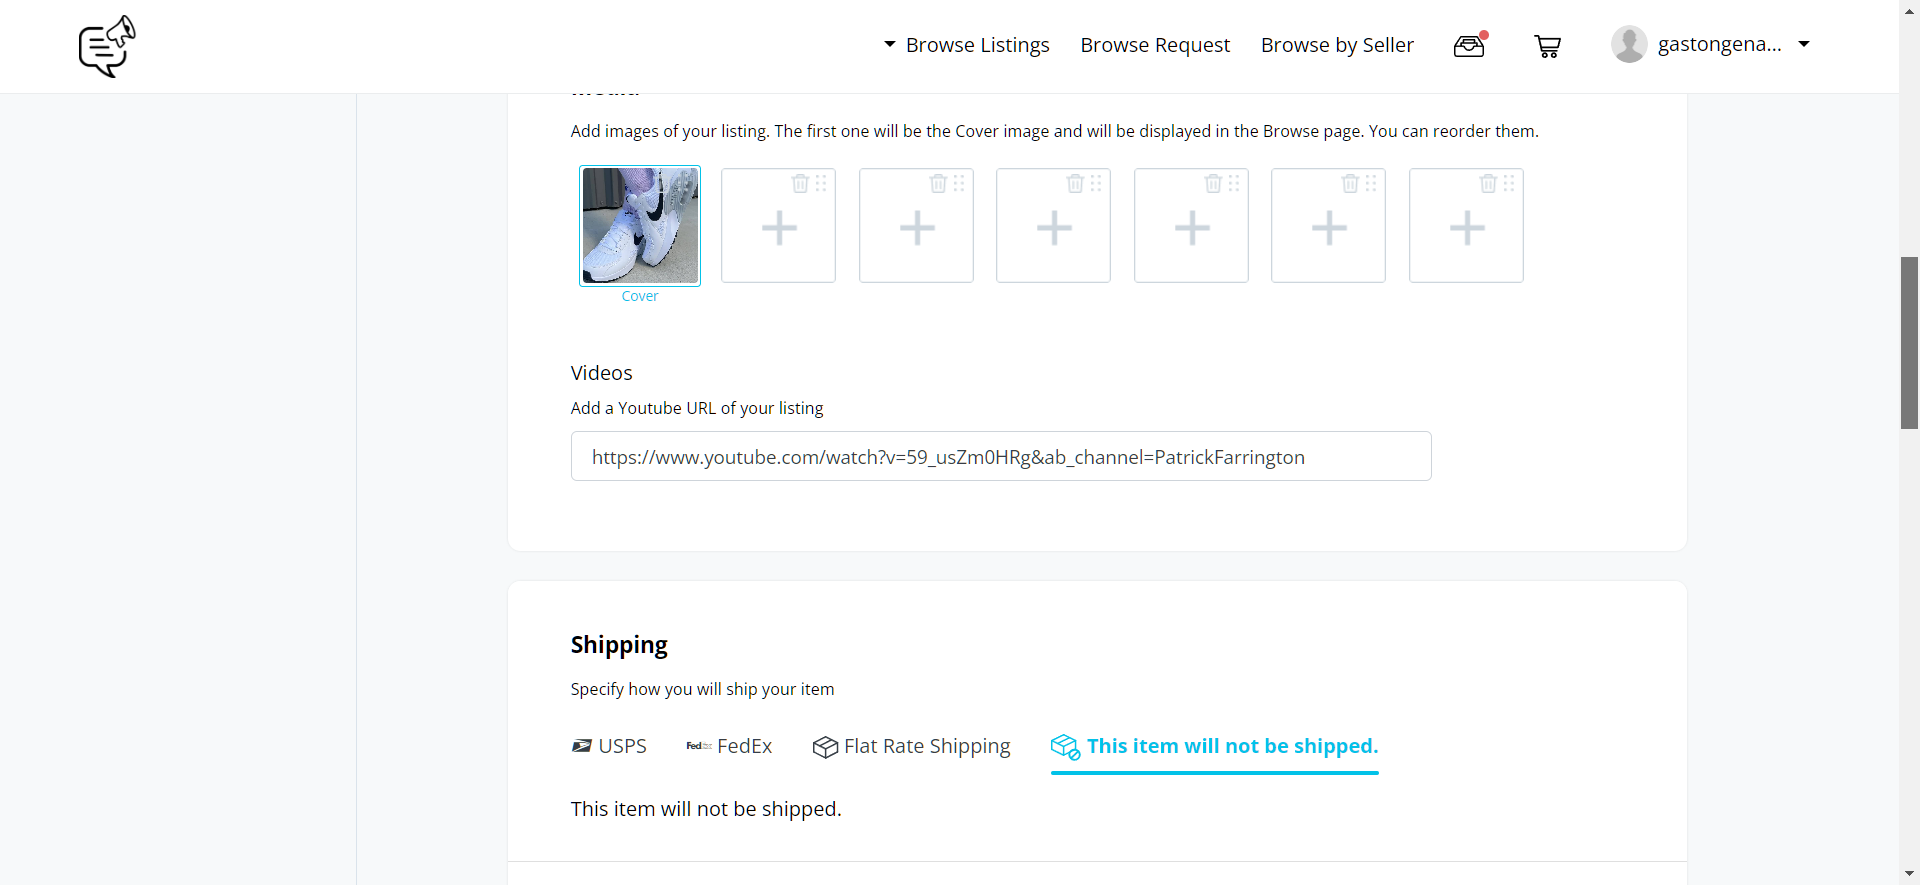 Browse Listings Browse Request Browse by Seller gastongena...
Add images of your listing. The first one will be the Cover image and will be displayed in the Browse page. You can reorder them.
Cover
Videos
Add a Youtube URL of your listing
https://www.youtube.com/watch?v=59_usZm0HRg&ab_channel=PatrickFarrington
Shipping
Specify how you will ship your item
USPS FedEx FedEx Flat Rate Shipping This item will not be shipped.
This item will not be shipped.